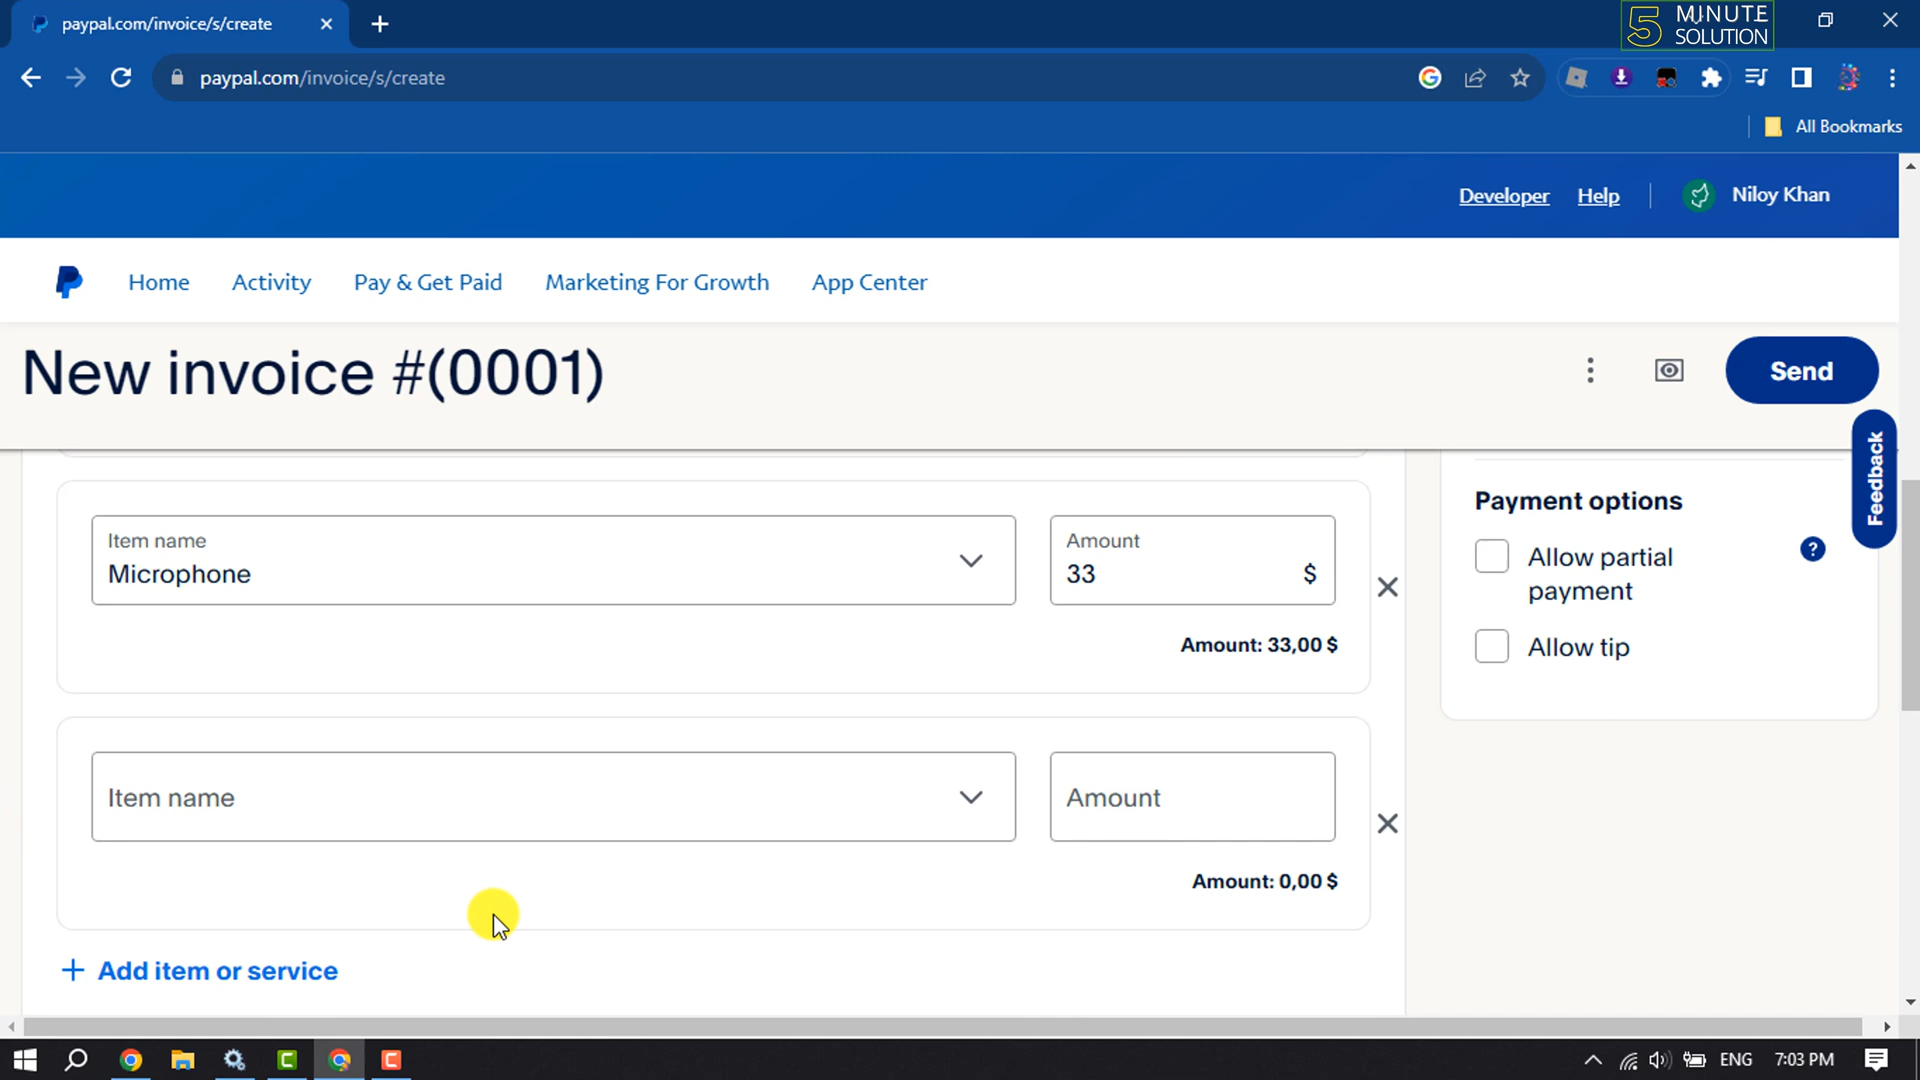 paypal.com/invoice/s/create
5 MINUTE
SOLUTION
paypal.com/invoice/s/create
All Bookmarks
Developer Help Niloy Khan
Home Activity Pay & Get Paid Marketing For Growth App Center
New invoice #(0001)
Send
Feedback
Item name
Microphone
Amount
33 $
Amount: 33,00 $
Item name
Amount
Amount: 0,00 $
+ Add item or service
Payment options
Allow partial
payment
?
Allow tip
ENG 7:03 PM